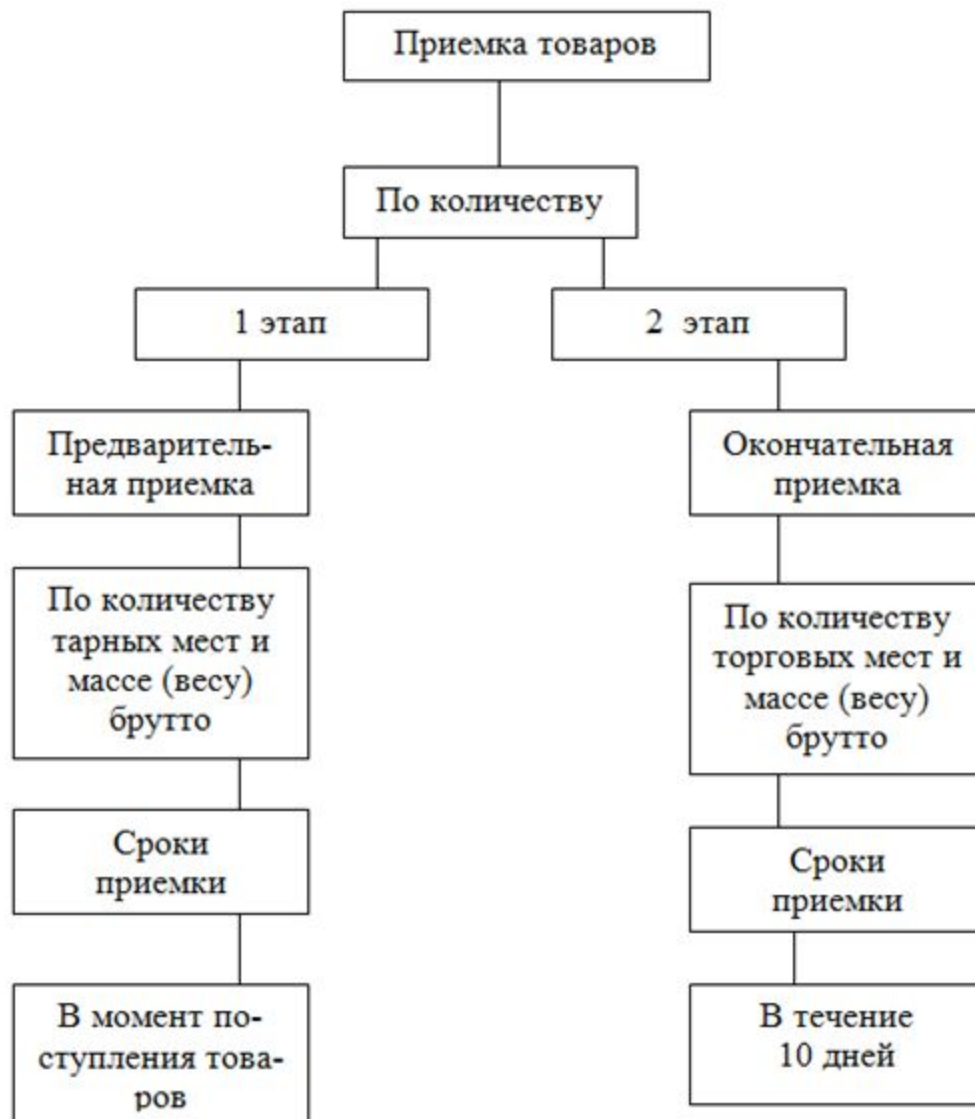 Приемка товаров
По количеству
1 этап
2 этап
Предваритель-
ная приемка
Окончательная
приемка
По количеству
тарных мест и
массе (весу)
брутто
По количеству
торговых мест и
массе (весу)
брутто
Сроки
приемки
Сроки
приемки
В момент по-
ступления това-
ров
В течение
10 дней